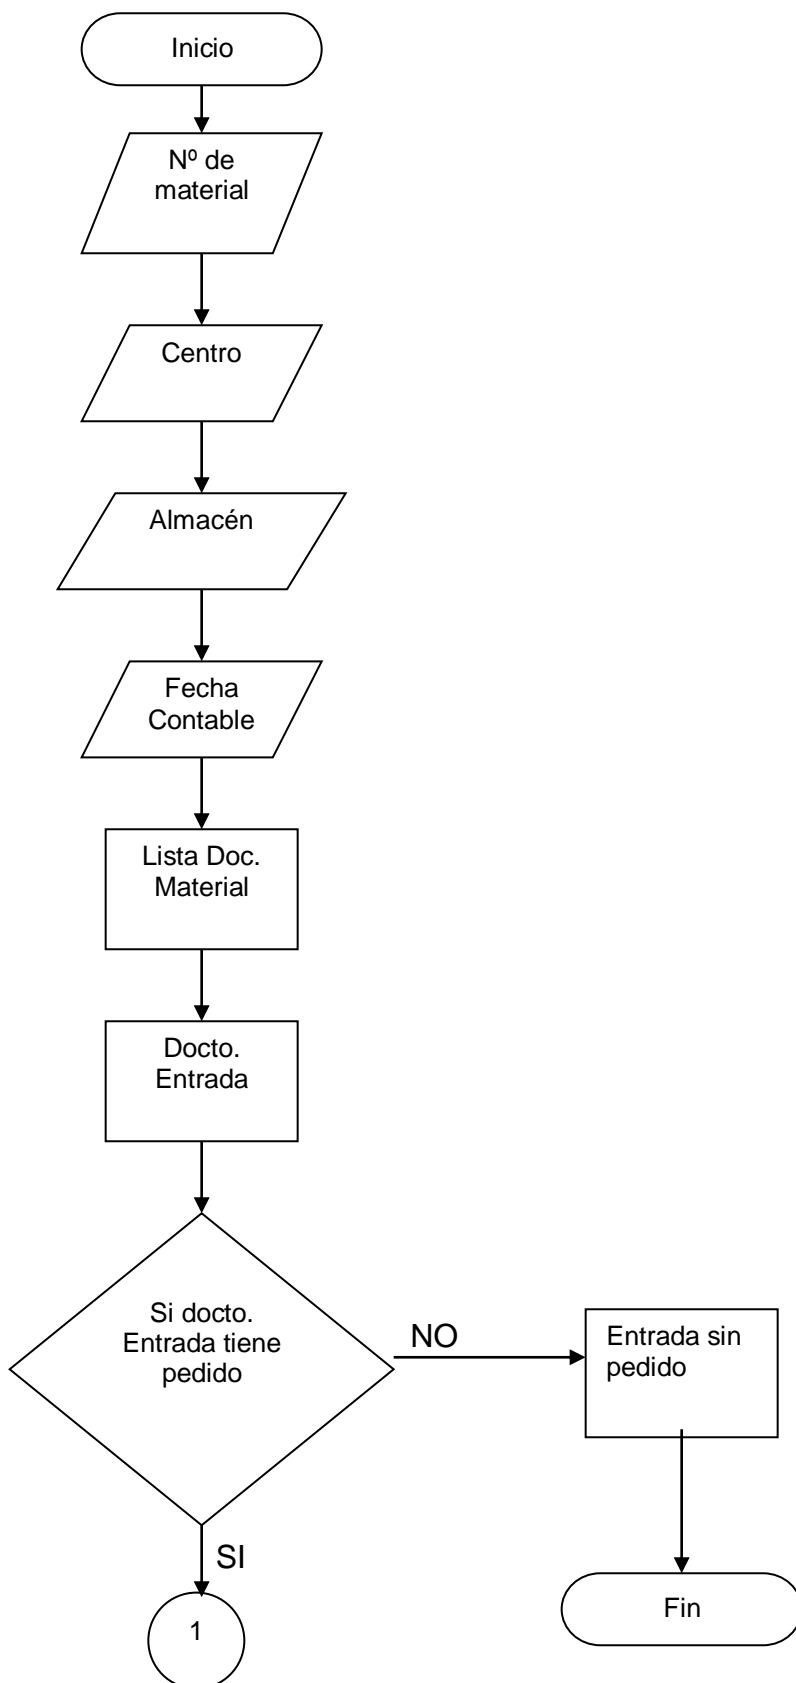 Inicio
Nº de
material
Centro
Almacén
Fecha
Contable
Lista Doc.
Material
Docto.
Entrada
Si docto.
Entrada tiene
pedido
NO
Entrada sin
pedido
SI
1
Fin